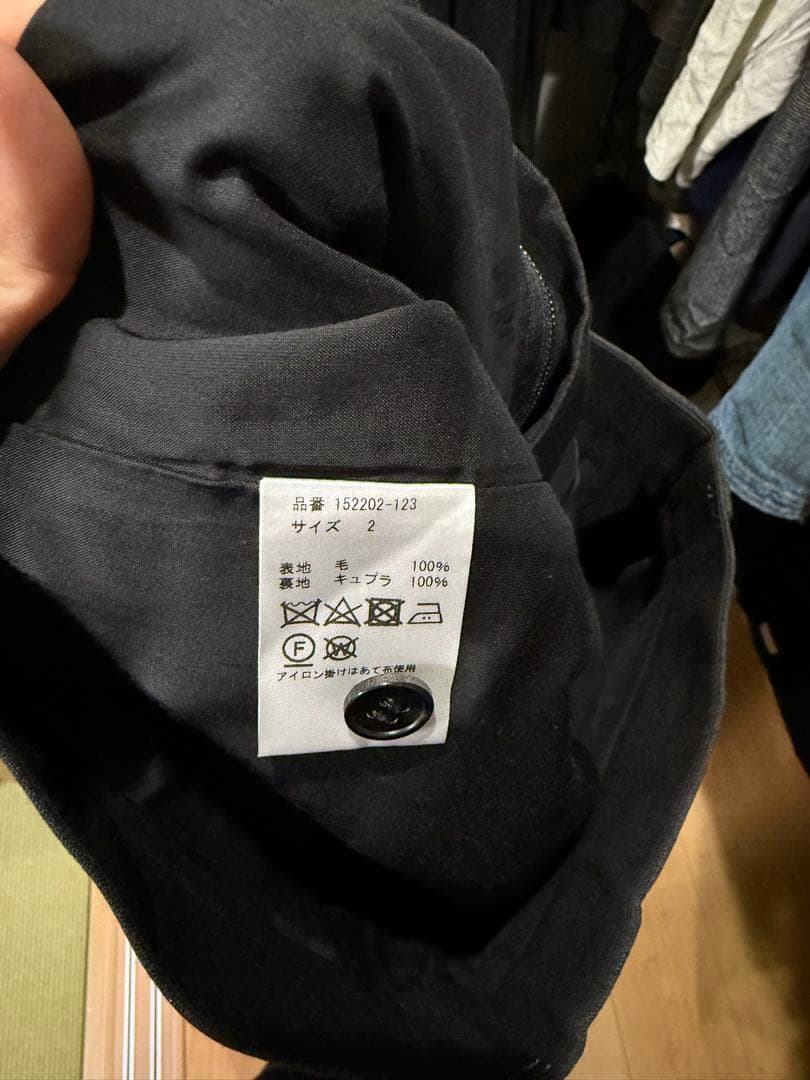 品番 152202-123
サイズ 2
表地 毛 100%
裏地 キュプラ 100%
F W
アイロン掛けはあて布使用